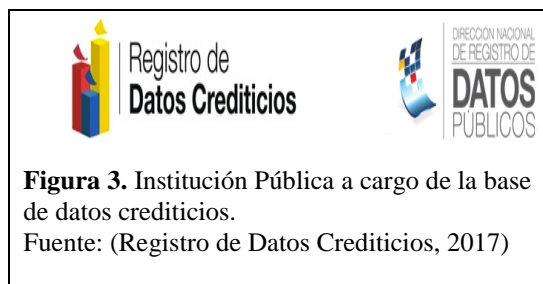 Registro de
Datos Crediticios
DIRECCIÓN NACIONAL
DE REGISTRO DE
DATOS
PÚBLICOS
Figura 3. Institución Pública a cargo de la base
de datos crediticios.
Fuente: (Registro de Datos Crediticios, 2017)